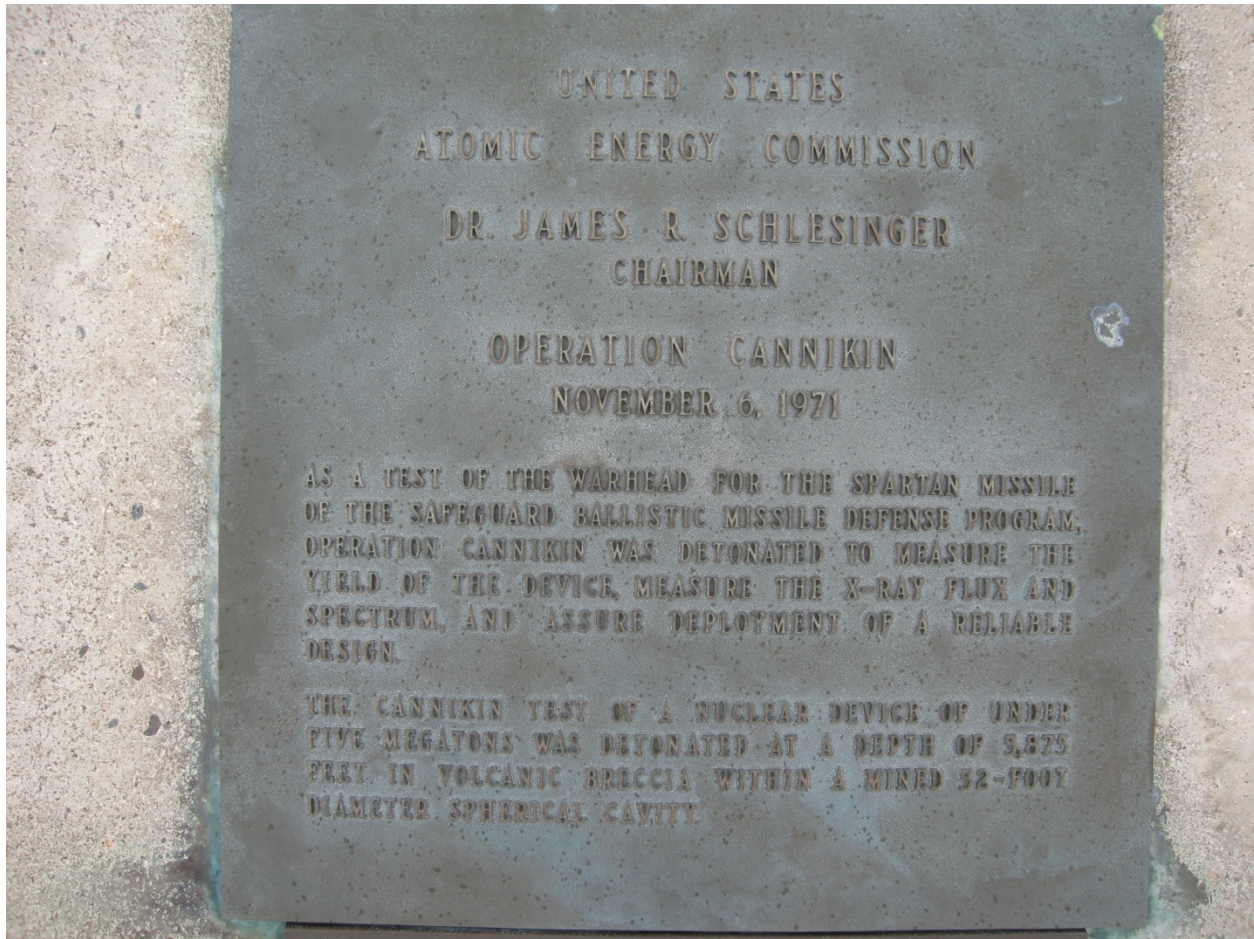 UNITED STATES
ATOMIC ENERGY COMMISSION
DR. JAMES R. SCHLESINGER
CHAIRMAN
OPERATION CANNIKIN
NOVEMBER 6, 1971
AS A TEST OF THE WARHEAD FOR THE SPARTAN MISSILE
OF THE SAFEGUARD BALLISTIC MISSILE DEFENSE PROGRAM,
OPERATION CANNIKIN WAS DETONATED TO MEASURE THE
YIELD OF THE DEVICE, MEASURE THE X-RAY FLUX AND
SPECTRUM, AND ASSURE DEPLOYMENT OF A RELIABLE
DESIGN.
THE CANNIKIN TEST OF A NUCLEAR DEVICE OF UNDER
FIVE MEGATONS WAS DETONATED AT A DEPTH OF 5,875
FEET IN VOLCANIC BRECCIA WITHIN A MINED 52-FOOT
DIAMETER SPHERICAL CAVITY.